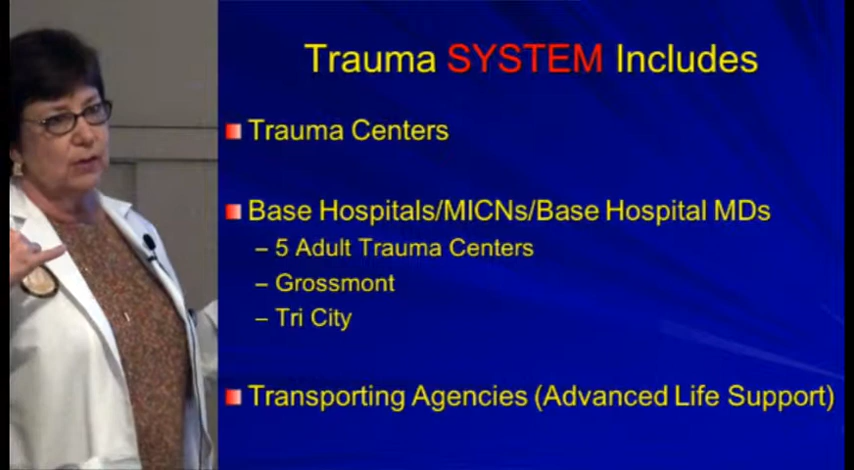 Trauma SYSTEM Includes
Trauma Centers
Base Hospitals/MICNs/Base Hospital MDs
– 5 Adult Trauma Centers
– Grossmont
– Tri City
Transporting Agencies (Advanced Life Support)